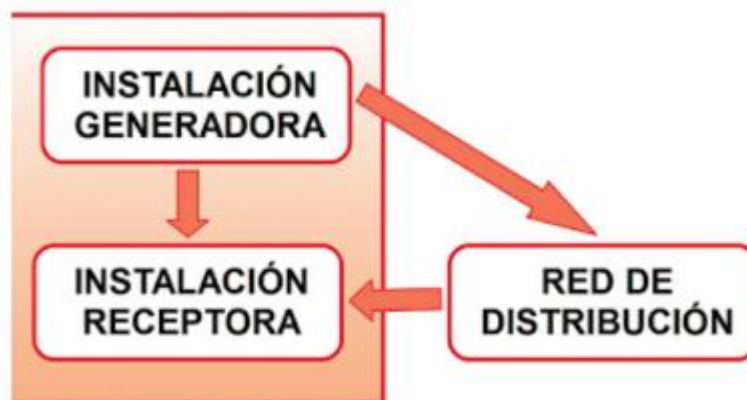 INSTALACIÓN
GENERADORA
INSTALACIÓN
RECEPTORA
RED DE
DISTRIBUCIÓN